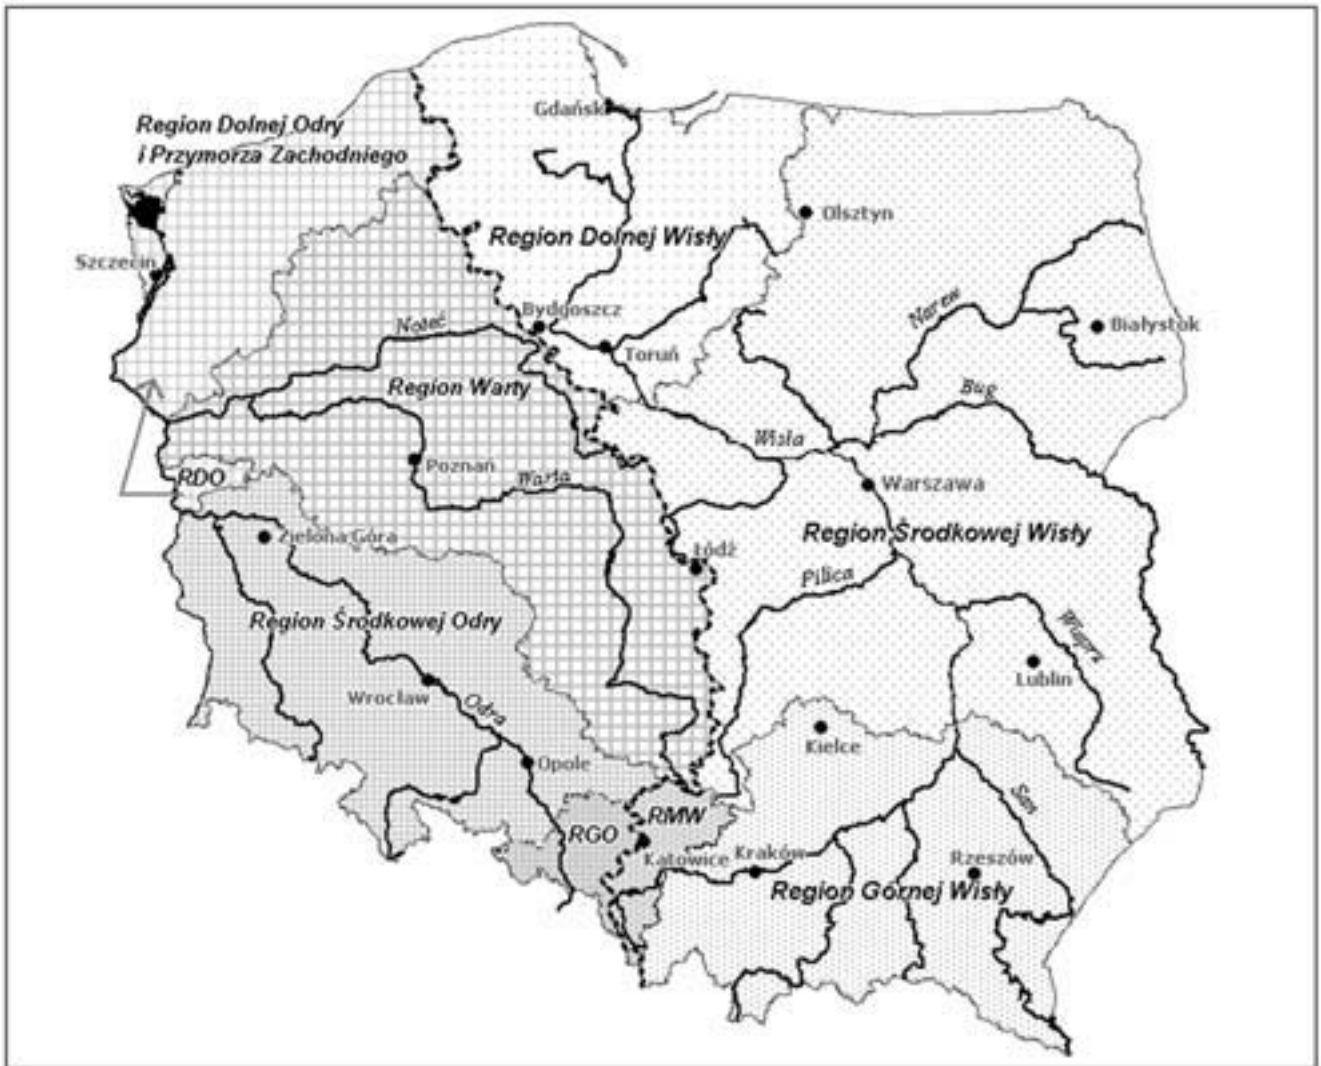 Gdańsk
Region Dolnej Odry
i Przymorza Zachodniego
Olsztyn
Region Dolnej Wisły
Szczecin
Narew
Bydgoszcz
Noteć
Białystok
Toruń
Region Warty
Bug
Wisła
Poznań
RDO
Warta
Warszawa
Region Środkowej Wisły
Zielona Góra
Łódź
Pilica
Region Środkowej Odry
Wieprz
Lublin
Wrocław
Odra
Kielce
Opole
San
RMW
RGO
Katowice Kraków
Rzeszów
Region Górnej Wisły